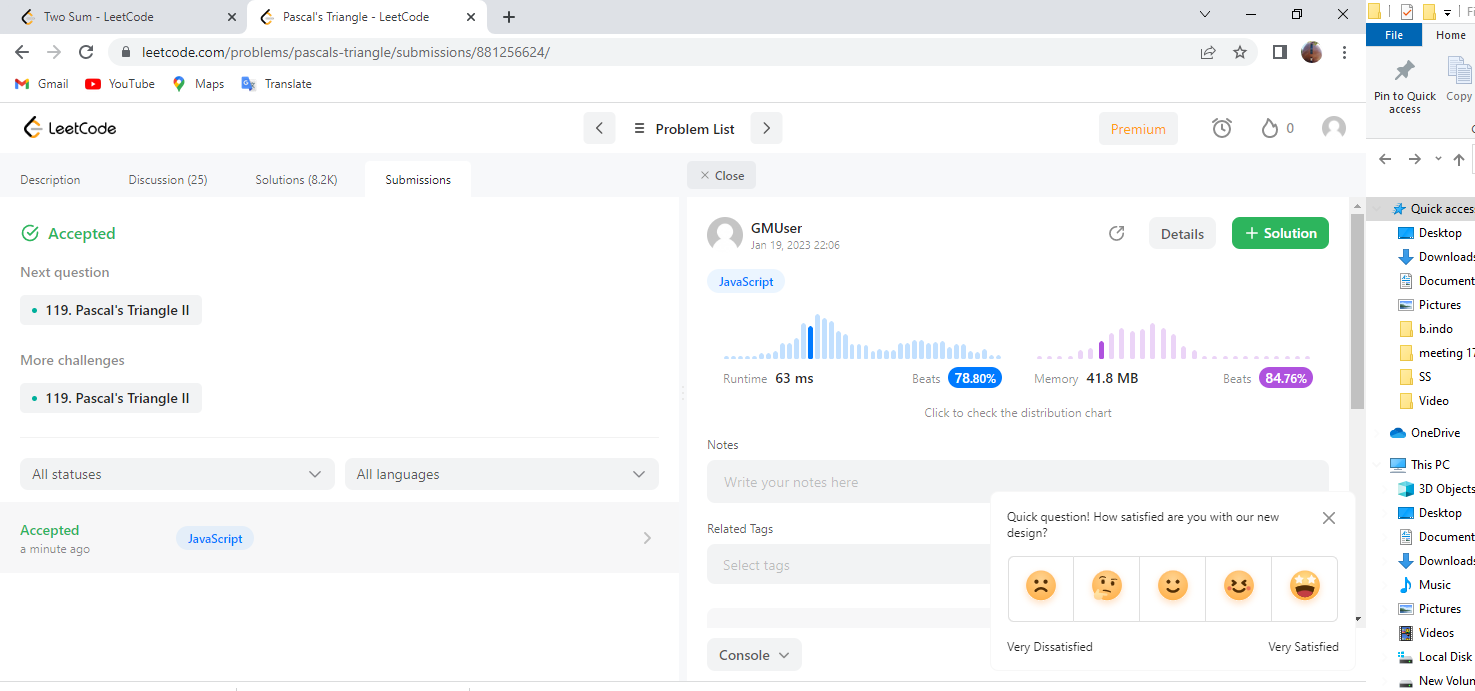 Two Sum - LeetCode
Pascal's Triangle - LeetCode
leetcode.com/problems/pascals-triangle/submissions/881256624/
Gmail YouTube Maps Translate
LeetCode
Problem List
Premium
0
Description Discussion (25) Solutions (8.2K) Submissions
Accepted
Next question
119. Pascal's Triangle II
More challenges
119. Pascal's Triangle II
All statuses
All languages
Accepted
a minute ago
JavaScript
Close
GMUser
Jan 19, 2023 22:06
Details
+ Solution
JavaScript
Runtime 63 ms Beats 78.80%
Memory 41.8 MB Beats 84.76%
Click to check the distribution chart
Notes
Write your notes here
Related Tags
Select tags
Console
Quick question! How satisfied are you with our new
design?
Very Dissatisfied
Very Satisfied
File Home
Pin to Quick
access
Copy
Quick acces
Desktop
Downloads
Document
Pictures
b.indo
meeting 17
SS
Video
OneDrive
This PC
3D Objects
Desktop
Document
Downloads
Music
Pictures
Videos
Local Disk
New Volun